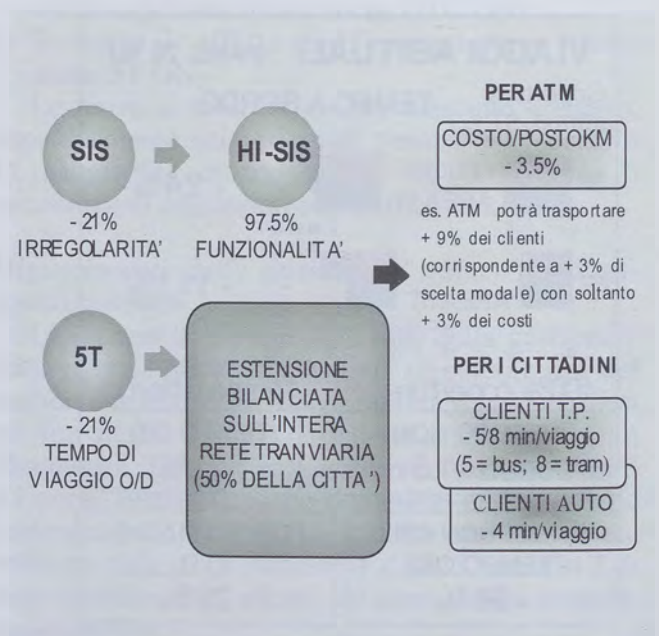 SIS
HI-SIS
- 21%
IRREGOLARITA'
97.5%
FUNZIONALITA'
5T
- 21%
TEMPO DI
VIAGGIO O/D
ESTENSIONE
BILANCIATA
SULL'INTERA
RETE TRANVIARIA
(50% DELLA CITTA')
PER ATM
COSTO/POSTOKM
- 3.5%
es. ATM potrà trasportare
+ 9% dei clienti
(corrispondente a + 3% di
scelta modale) con soltanto
+ 3% dei costi
PER I CITTADINI
CLIENTI T.P.
- 5/8 min/viaggio
(5 = bus; 8 = tram)
CLIENTI AUTO
- 4 min/viaggio